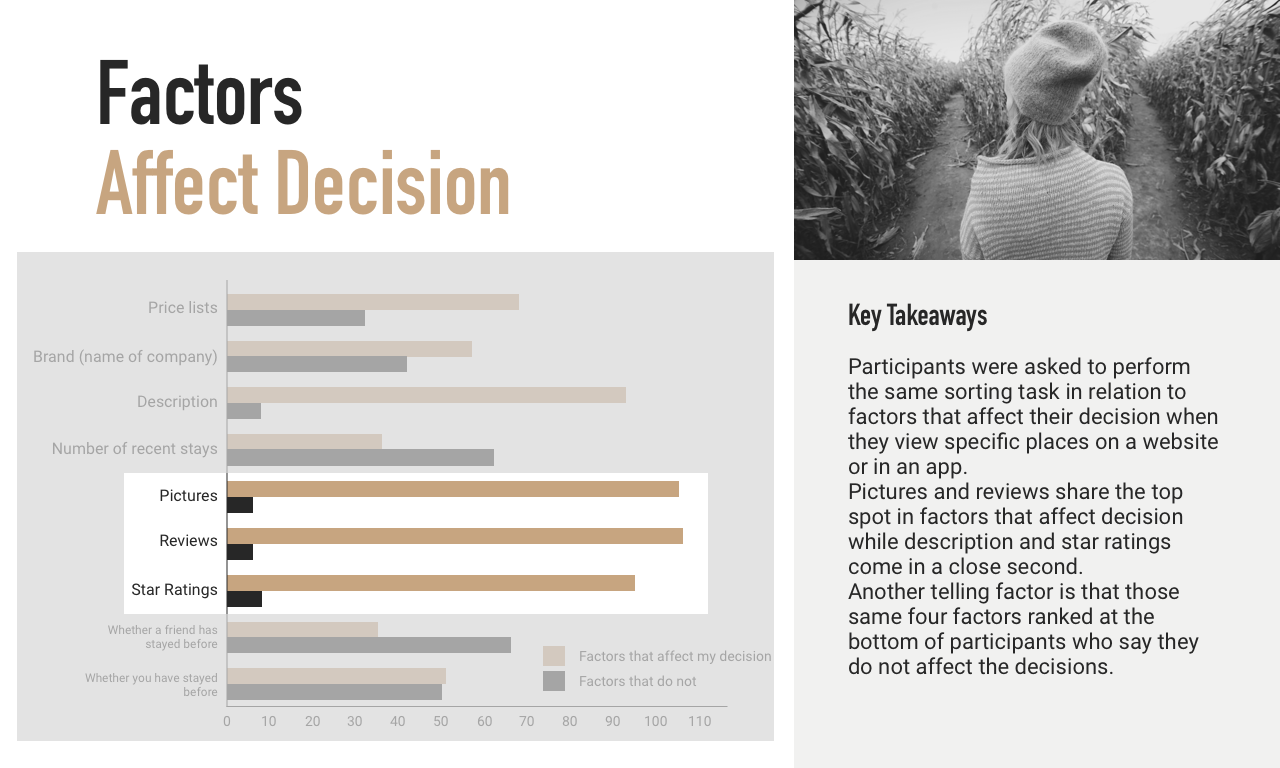 Factors
Affect Decision
Price lists
Brand (name of company)
Description
Number of recent stays
Pictures
Reviews
Star Ratings
Whether a friend has
stayed before
Whether you have stayed
before
Factors that affect my decision
Factors that do not
0 10 20 30 40 50 60 70 80 90 100 110
Key Takeaways
Participants were asked to perform
the same sorting task in relation to
factors that affect their decision when
they view specific places on a website
or in an app.
Pictures and reviews share the top
spot in factors that affect decision
while description and star ratings
come in a close second.
Another telling factor is that those
same four factors ranked at the
bottom of participants who say they
do not affect the decisions.